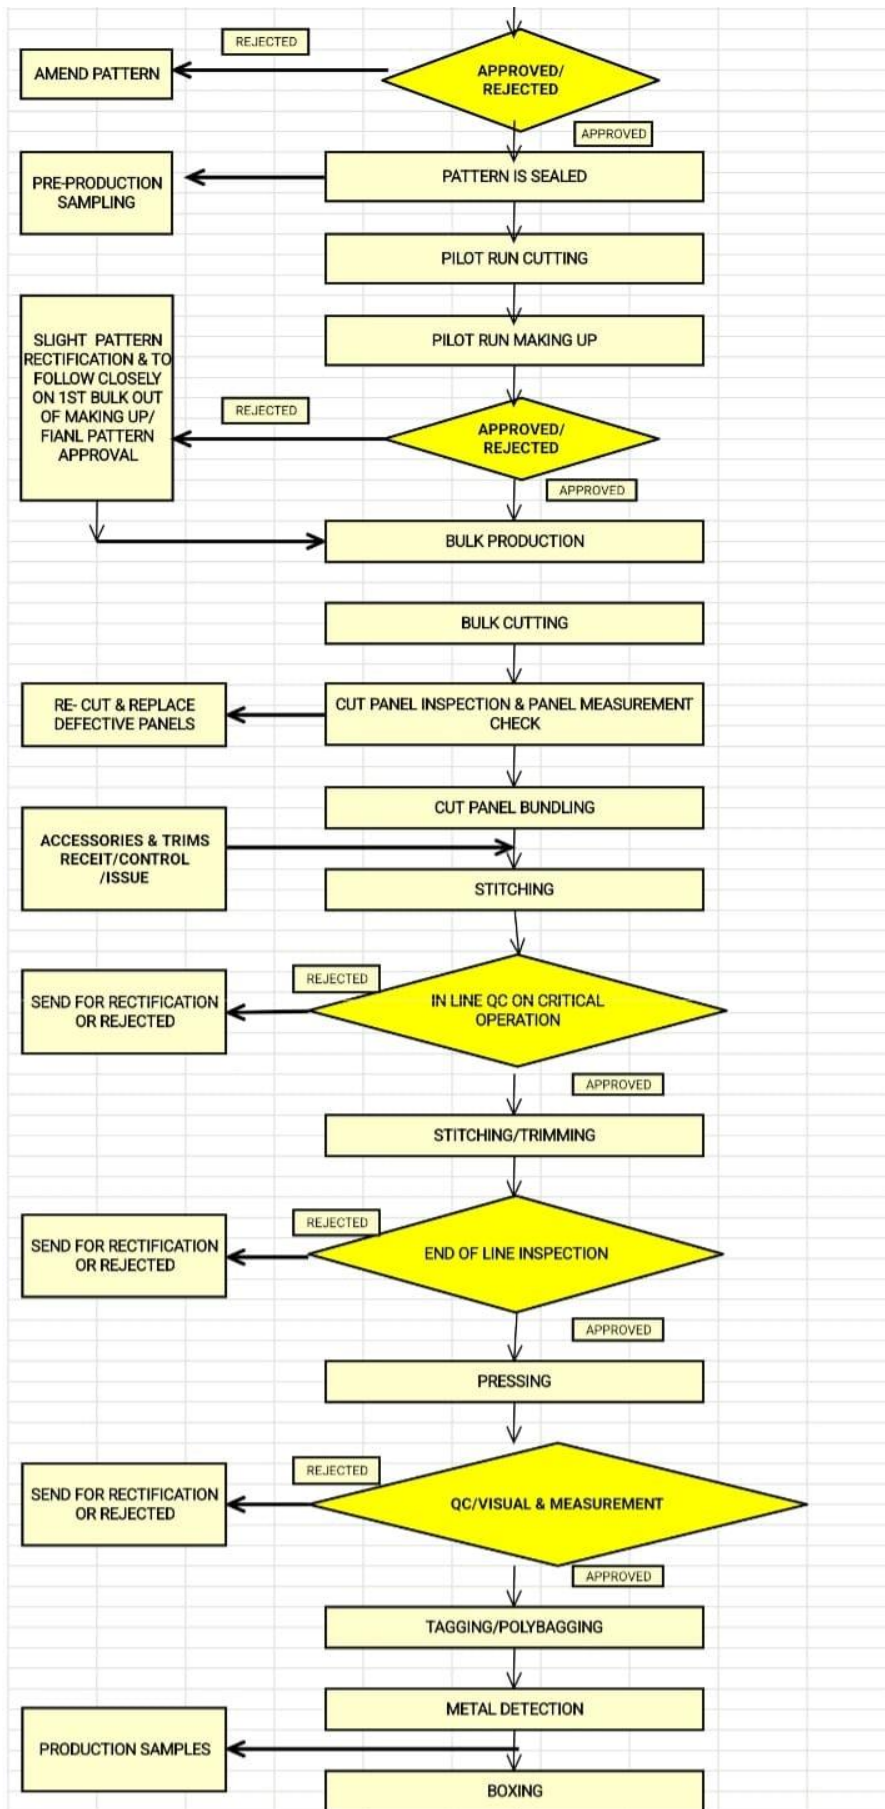 REJECTED
AMEND PATTERN
APPROVED/
REJECTED
APPROVED
PRE-PRODUCTION
SAMPLING
PATTERN IS SEALED
PILOT RUN CUTTING
SLIGHT PATTERN
RECTIFICATION & TO
FOLLOW CLOSELY
ON 1ST BULK OUT
OF MAKING UP/
FIANL PATTERN
APPROVAL
PILOT RUN MAKING UP
REJECTED
APPROVED/
REJECTED
APPROVED
BULK PRODUCTION
BULK CUTTING
RE- CUT & REPLACE
DEFECTIVE PANELS
CUT PANEL INSPECTION & PANEL MEASUREMENT
CHECK
CUT PANEL BUNDLING
ACCESSORIES & TRIMS
RECEIT/CONTROL
/ISSUE
STITCHING
REJECTED
SEND FOR RECTIFICATION
OR REJECTED
IN LINE QC ON CRITICAL
OPERATION
APPROVED
STITCHING/TRIMMING
REJECTED
SEND FOR RECTIFICATION
OR REJECTED
END OF LINE INSPECTION
APPROVED
PRESSING
REJECTED
SEND FOR RECTIFICATION
OR REJECTED
QC/VISUAL & MEASUREMENT
APPROVED
TAGGING/POLYBAGGING
METAL DETECTION
PRODUCTION SAMPLES
BOXING